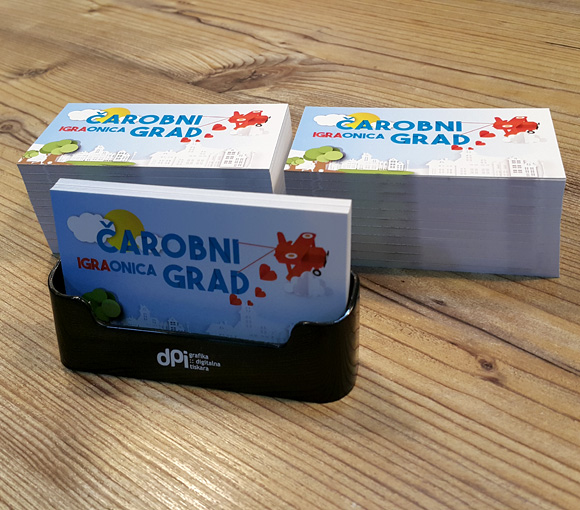 ČAROBNI
IGRAONICA GRAD
ČAROBNI
IGRAONICA GRAD
ČAROBNI
IGRAONICA GRAD
dpi grafika
digitalna
tiskara